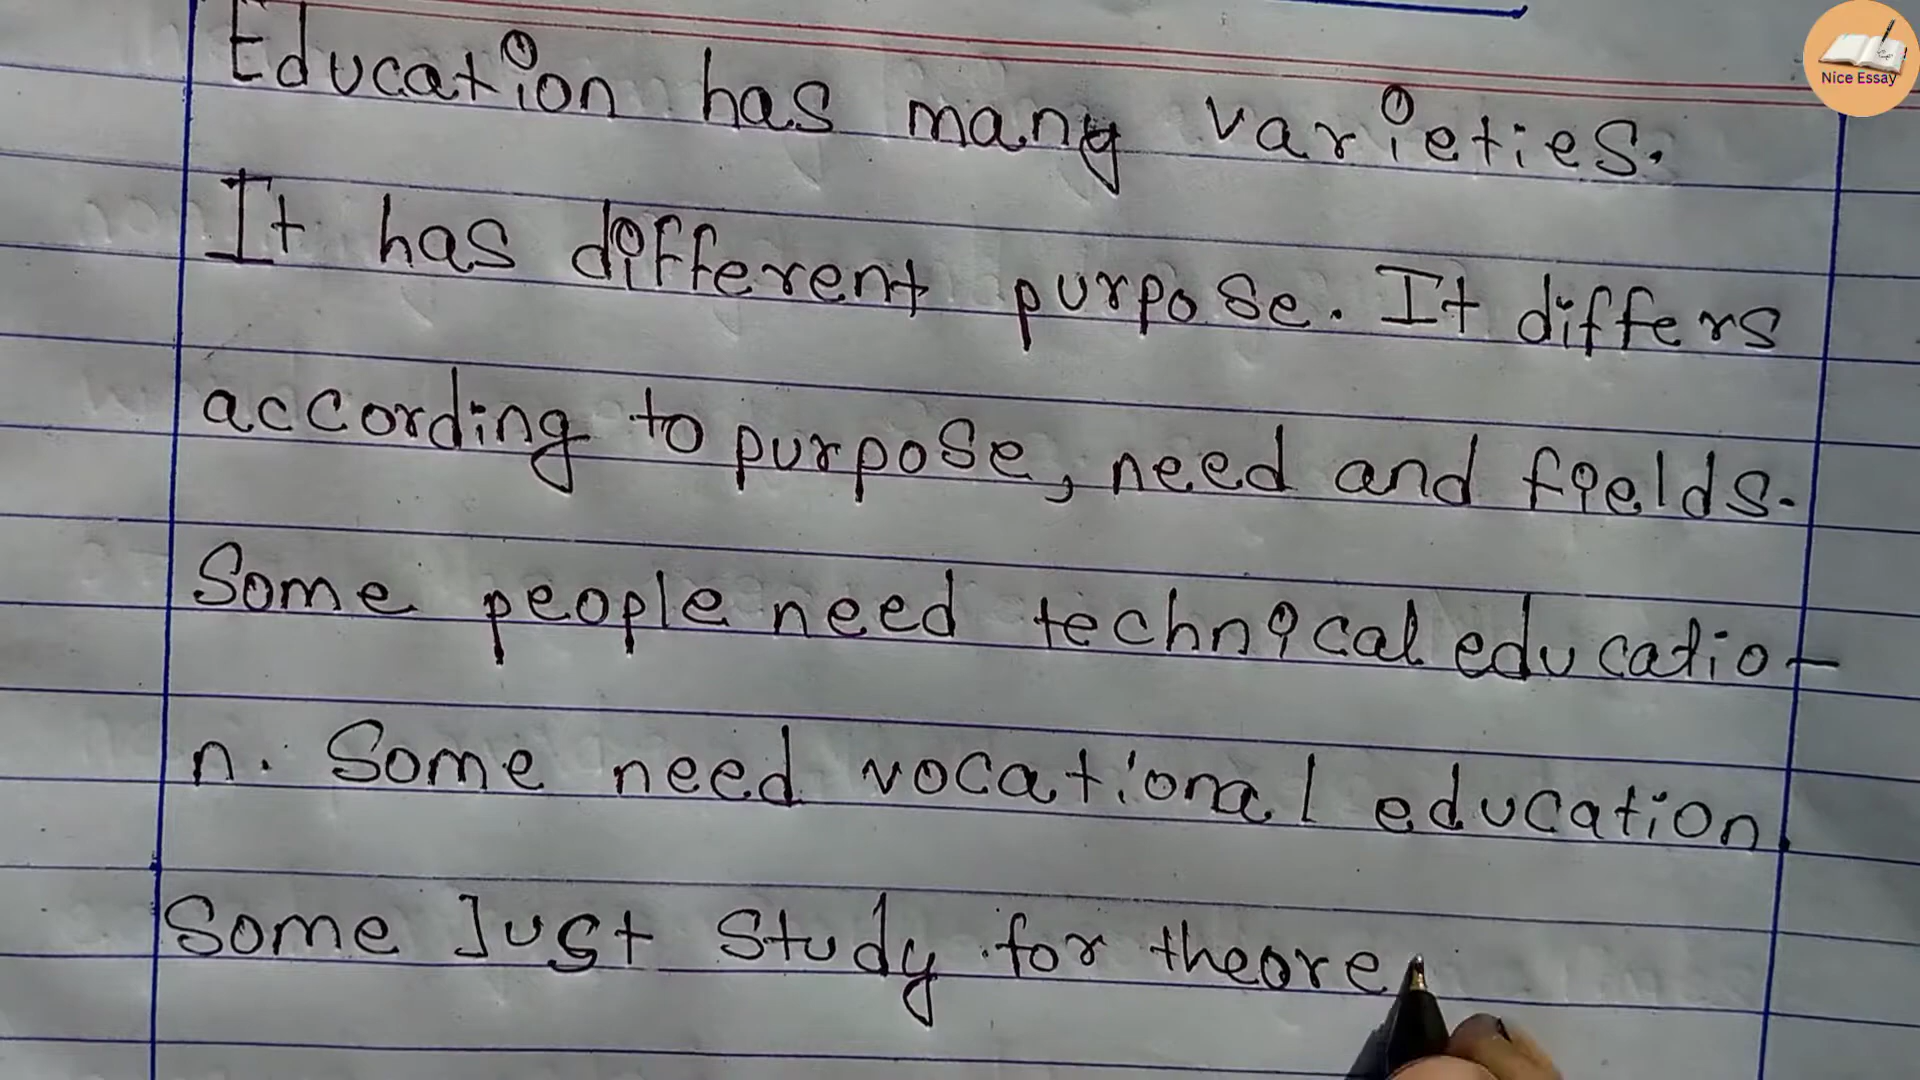 Education has many varieties.
It has different purpose. It differs
according to purpose, need and fields.
Some people need technical educatio-
n. Some need vocational education.
Some Just Study for theore
Nice Essay